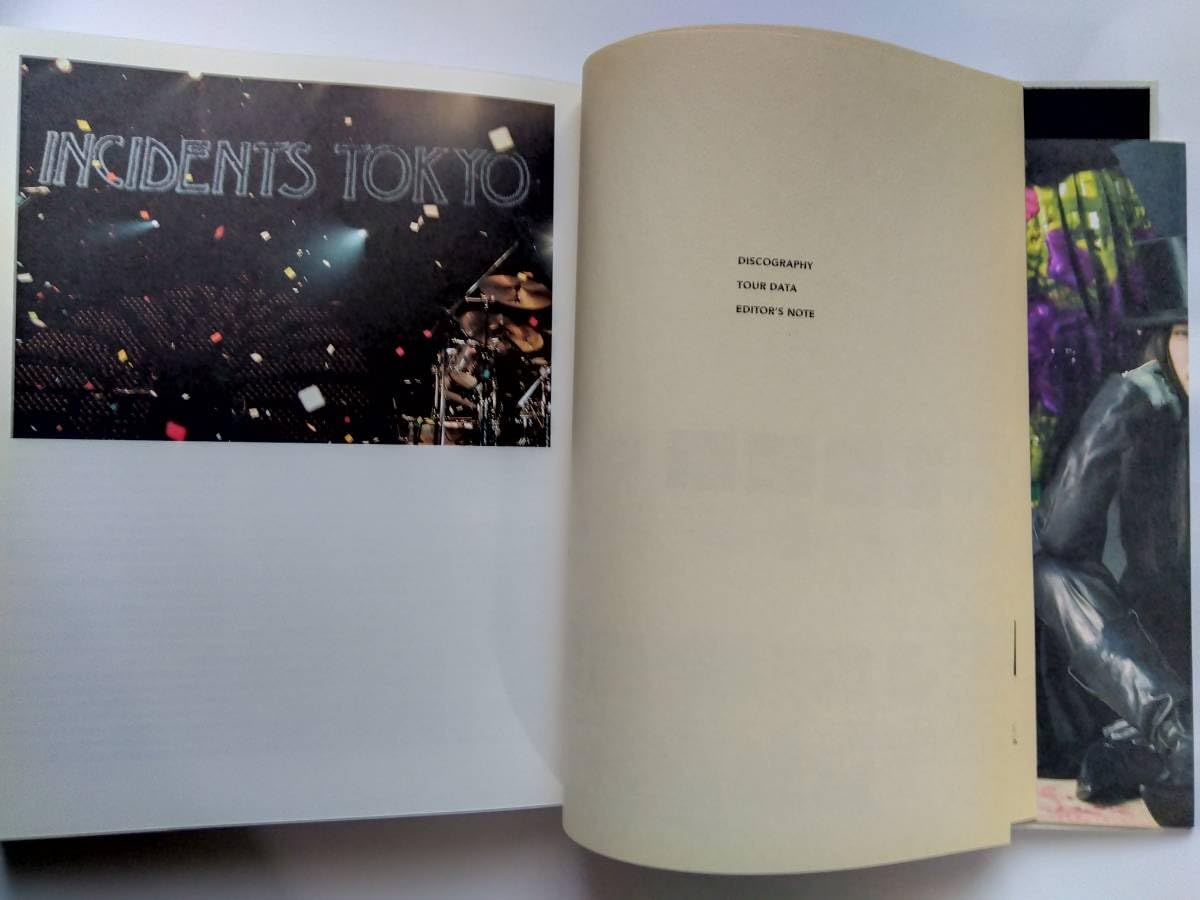 INCIDENTS TOKYO
DISCOGRAPHY
TOUR DATA
EDITOR'S NOTE